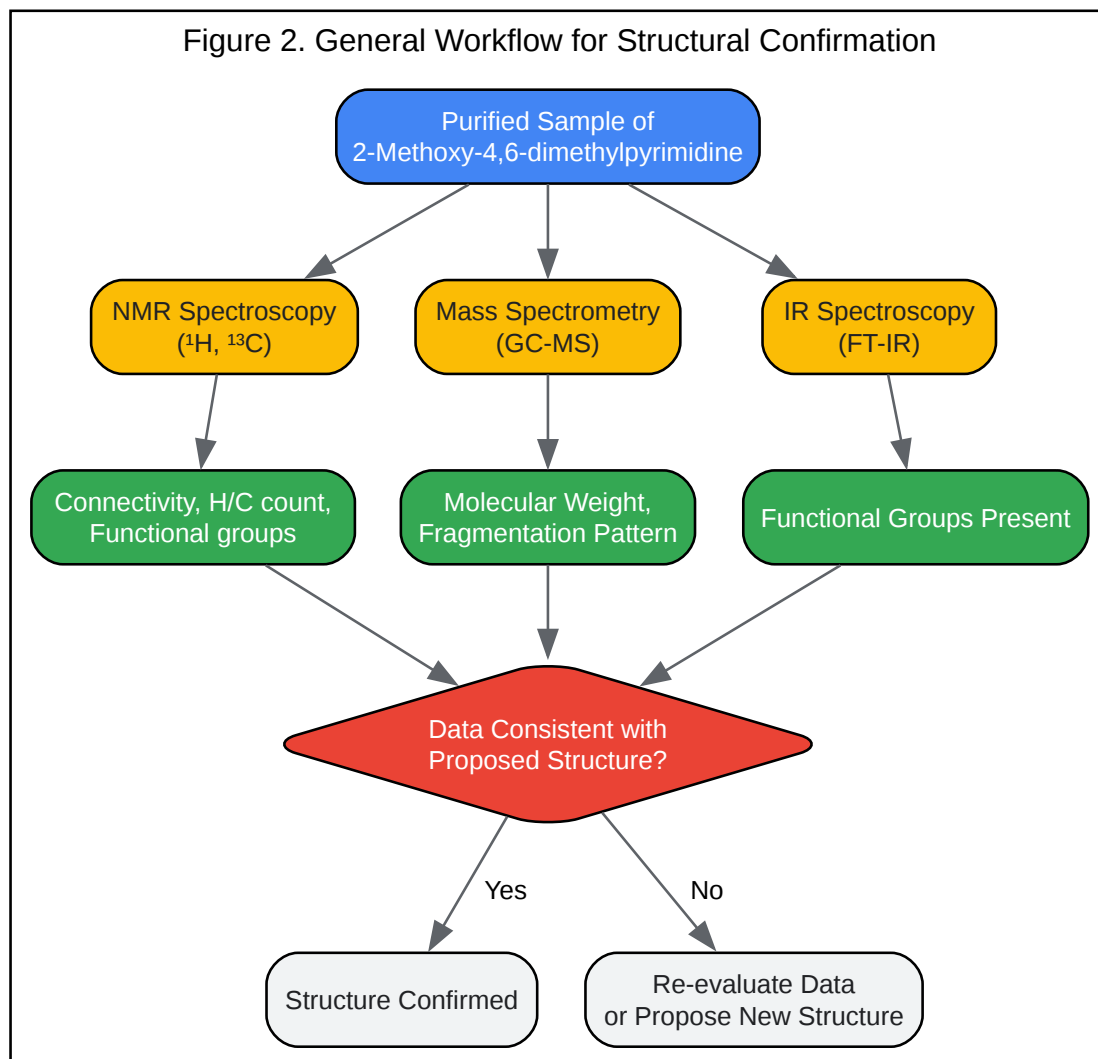 Figure 2. General Workflow for Structural Confirmation
Purified Sample of
2-Methoxy-4,6-dimethylpyrimidine
NMR Spectroscopy
(¹H, ¹³C)
Mass Spectrometry
(GC-MS)
IR Spectroscopy
(FT-IR)
Connectivity, H/C count,
Functional groups
Molecular Weight,
Fragmentation Pattern
Functional Groups Present
Data Consistent with
Proposed Structure?
Yes
No
Structure Confirmed
Re-evaluate Data
or Propose New Structure